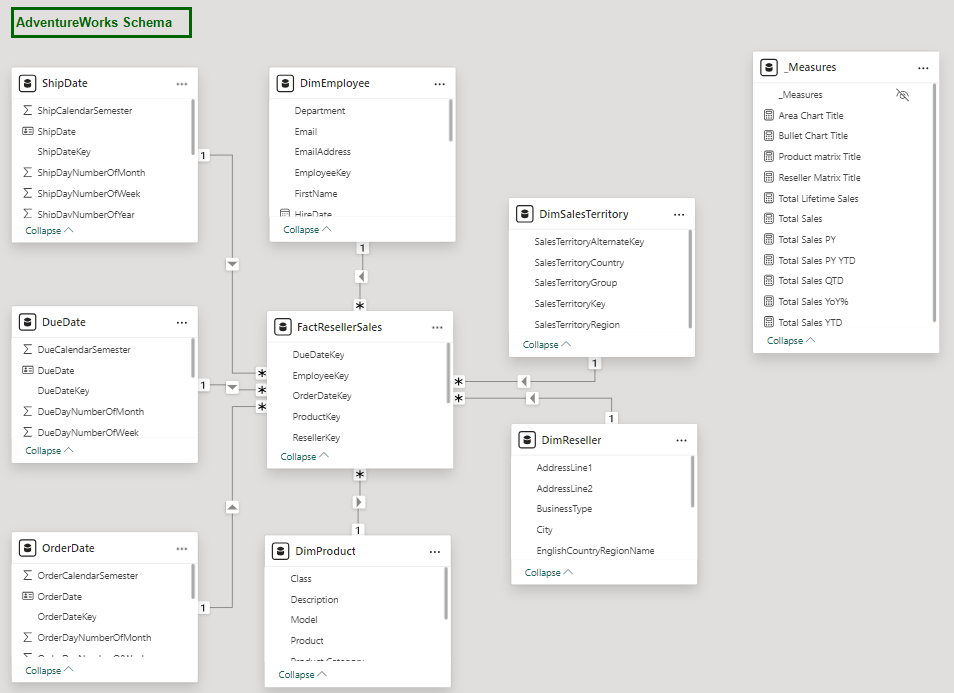 AdventureWorks Schema
ShipDate
ShipCalendarSemester
ShipDate
ShipDateKey
ShipDayNumberOfMonth
ShipDayNumberOfWeek
ShipDayNumberOfYear
Collapse
1
DimEmployee
Department
Email
EmailAddress
EmployeeKey
FirstName
HireDate
Collapse
1
*
_Measures
_Measures
Area Chart Title
Bullet Chart Title
Product matrix Title
Reseller Matrix Title
Total Lifetime Sales
Total Sales
Total Sales PY
Total Sales PY YTD
Total Sales QTD
Total Sales YoY%
Total Sales YTD
Collapse
DimSalesTerritory
SalesTerritoryAlternateKey
SalesTerritoryCountry
SalesTerritoryGroup
SalesTerritoryKey
SalesTerritoryRegion
Collapse
1
DueDate
DueCalendarSemester
DueDate
DueDateKey
DueDayNumberOfMonth
DueDayNumberOfWeek
Collapse
1
*
*
*
FactResellerSales
DueDateKey
EmployeeKey
OrderDateKey
ProductKey
ResellerKey
Collapse
*
*
*
1
DimReseller
AddressLine1
AddressLine2
BusinessType
City
EnglishCountryRegionName
Collapse
1
OrderDate
OrderCalendarSemester
OrderDate
OrderDateKey
OrderDayNumberOfMonth
Collapse
1
1
DimProduct
Class
Description
Model
Product
Product Category
Collapse